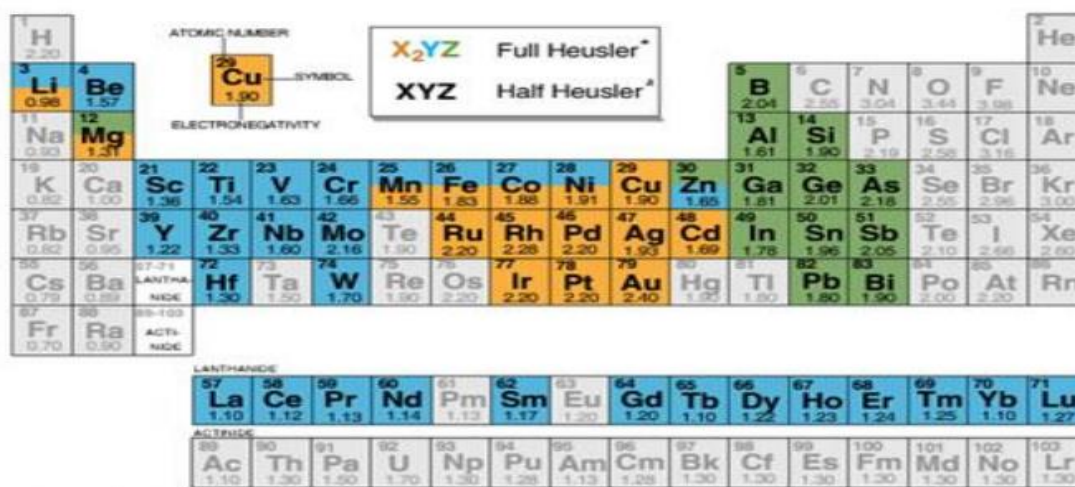 1 2
H He
2.20
ATOMIC NUMBER
29
Cu SYMBOL
1.90
ELECTRONEGATIVITY
X2YZ Full Heusler*
XYZ Half Heusler*
3 4 5 6 7 8 9 10
Li Be B C N O F Ne
0.98 1.57 2.04 2.55 3.04 3.44 3.98
11 12 13 14 15 16 17 18
Na Mg Al Si P S Cl Ar
0.93 1.31 1.61 1.90 2.19 2.58 3.16
19 20 21 22 23 24 25 26 27 28 29 30 31 32 33 34 35 36
K Ca Sc Ti V Cr Mn Fe Co Ni Cu Zn Ga Ge As Se Br Kr
0.82 1.00 1.36 1.54 1.63 1.66 1.55 1.83 1.88 1.91 1.90 1.65 1.81 2.01 2.18 2.55 2.96 3.00
37 38 39 40 41 42 43 44 45 46 47 48 49 50 51 52 53 54
Rb Sr Y Zr Nb Mo Te Ru Rh Pd Ag Cd In Sn Sb Te I Xe
0.82 0.95 1.22 1.33 1.60 2.16 1.90 2.20 2.28 2.20 1.93 1.69 1.78 1.96 2.05 2.10 2.66 2.60
55 56 57-71 72 73 74 75 76 77 78 79 80 81 82 83 84 85 86
Cs Ba LANTHA- Hf Ta W Re Os Ir Pt Au Hg Tl Pb Bi Po At Rn
0.79 0.89 NIDE 1.30 1.50 1.70 1.90 2.20 2.20 2.20 2.40 1.90 1.80 1.80 1.90 2.00 2.20
87 88 89-103
Fr Ra ACTI-
0.70 0.90 NIDE
LANTHANIDE
57 58 59 60 61 62 63 64 65 66 67 68 69 70 71
La Ce Pr Nd Pm Sm Eu Gd Tb Dy Ho Er Tm Yb Lu
1.10 1.12 1.13 1.14 1.13 1.17 1.20 1.20 1.10 1.22 1.23 1.24 1.25 1.10 1.27
ACTINIDE
89 90 91 92 93 94 95 96 97 98 99 100 101 102 103
Ac Th Pa U Np Pu Am Cm Bk Cf Es Fm Md No Lr
1.10 1.30 1.50 1.70 1.30 1.28 1.13 1.28 1.30 1.30 1.30 1.30 1.30 1.30 1.30